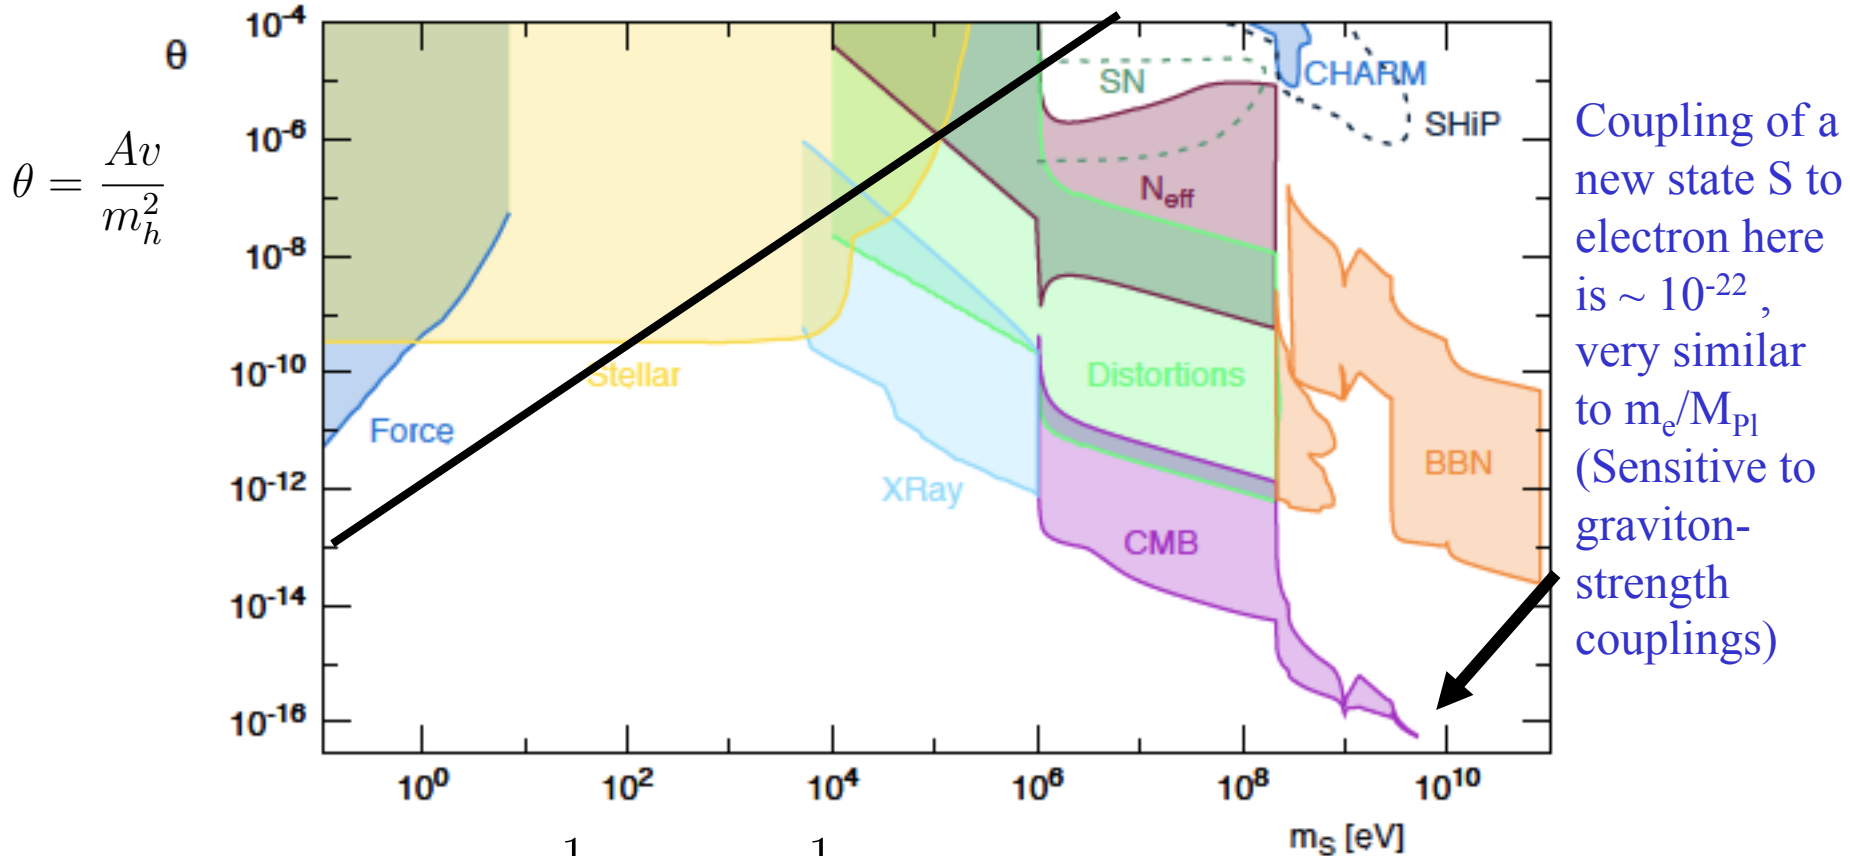 10^-4
θ
10^-6
10^-8
10^-10
10^-12
10^-14
10^-16
θ = Av / m_h^2
SN
CHARM
SHiP
N_eff
Stellar
Distortions
Force
XRay
BBN
CMB
10^0 10^2 10^4 10^6 10^8 10^10
m_S [eV]
1 1
Coupling of a
new state S to
electron here
is ~ 10^-22 ,
very similar
to m_e/M_Pl
(Sensitive to
graviton-
strength
couplings)